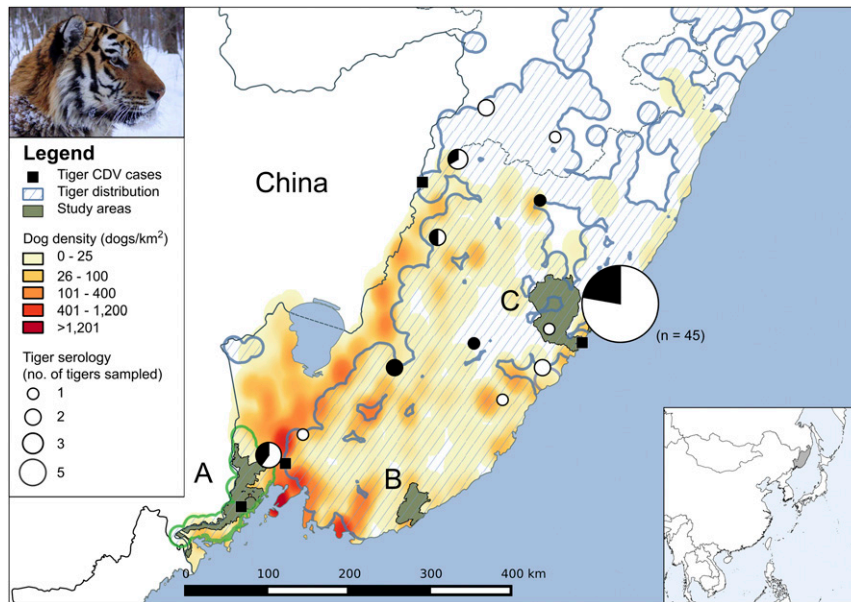 Legend
Tiger CDV cases
Tiger distribution
Study areas
Dog density (dogs/km²)
0 - 25
26 - 100
101 - 400
401 - 1,200
>1,201
Tiger serology
(no. of tigers sampled)
1
2
3
5
China
C
(n = 45)
A
B
0 100 200 300 400 km